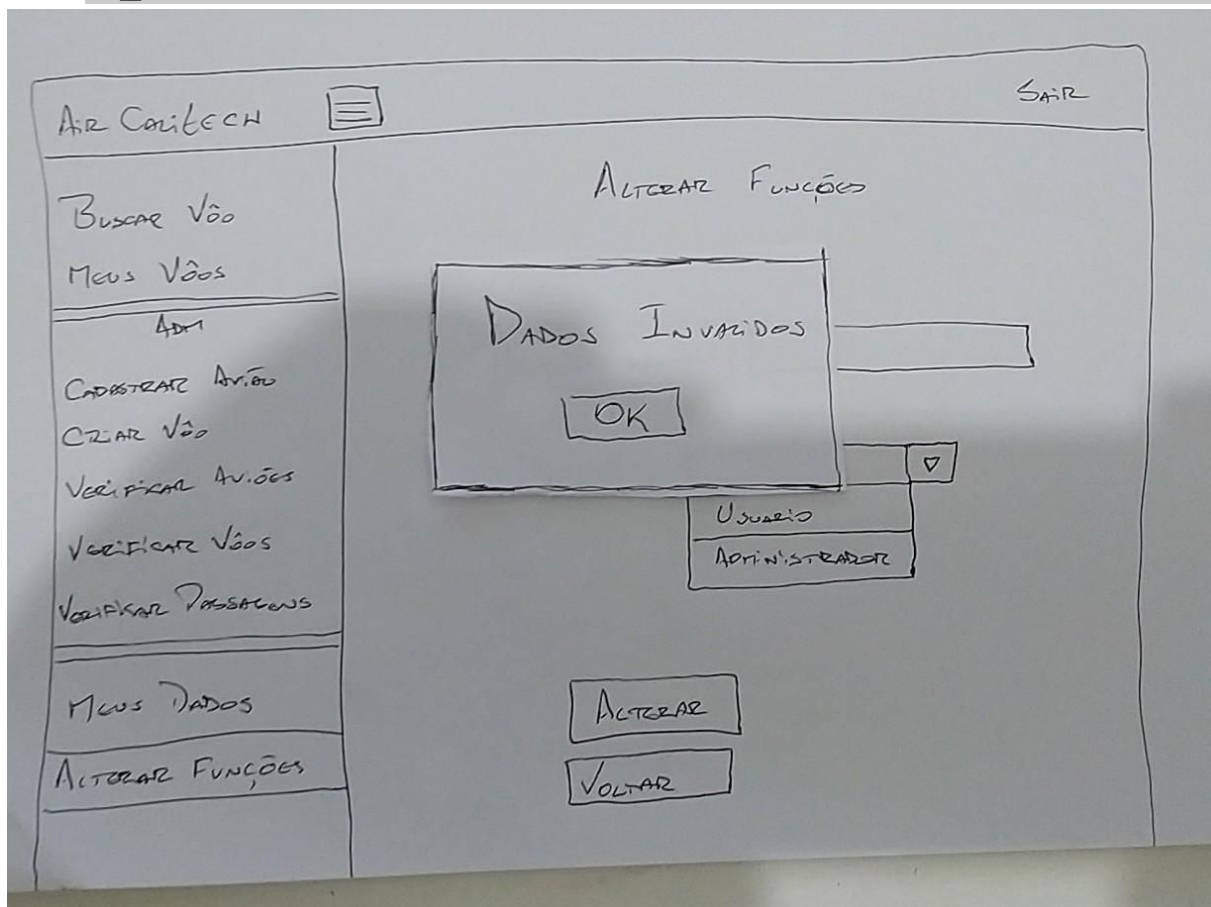 AIR CALITECH
SAIR
BUSCAR VÔO
MEUS VÔOS
ADM
CADASTRAR AVIÃO
CRIAR VÔO
VERIFICAR AVIÕES
VERIFICAR VÔOS
VERIFICAR PASSAGENS
MEUS DADOS
ALTERAR FUNÇÕES
ALTERAR FUNÇÕES
DADOS INVALIDOS
OK
USUARIO
ADMINISTRADOR
ALTERAR
VOLTAR